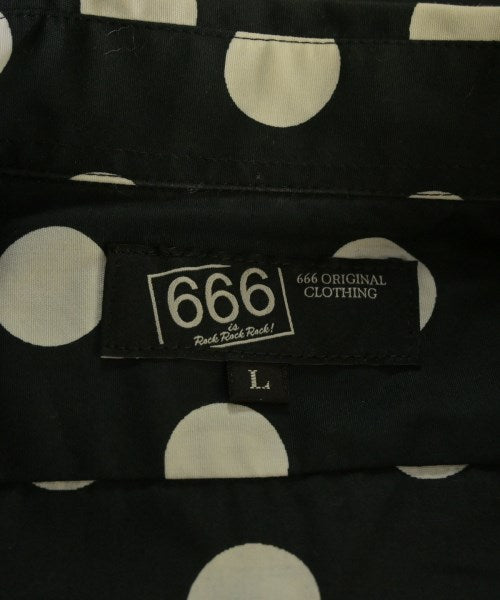 666
is
Rock Rock Rock!
666 ORIGINAL
CLOTHING
L